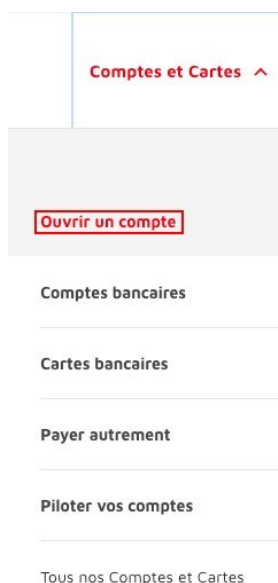 Comptes et Cartes
Ouvrir un compte
Comptes bancaires
Cartes bancaires
Payer autrement
Piloter vos comptes
Tous nos Comptes et Cartes